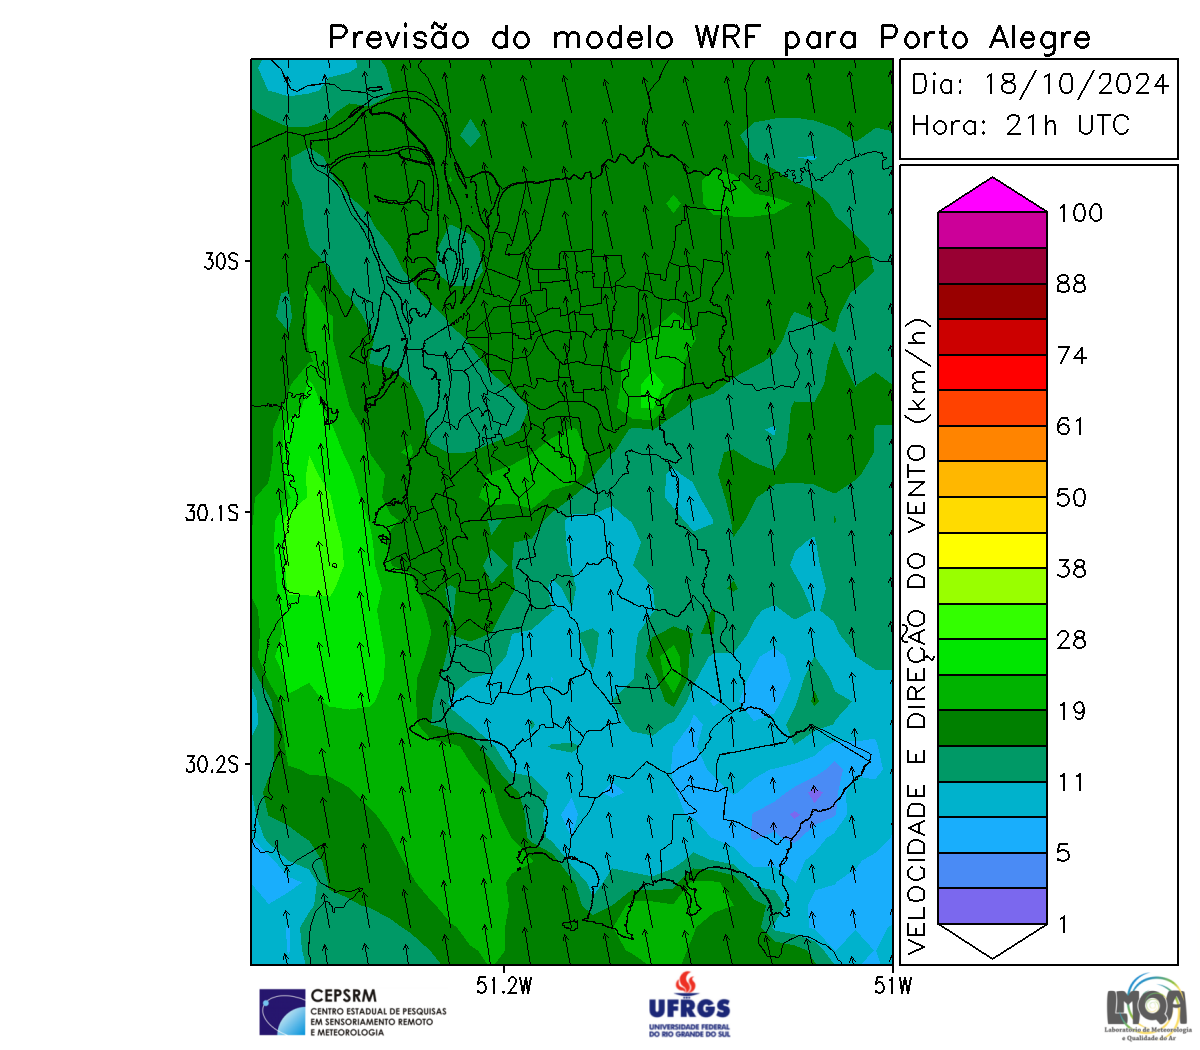 Previsão do modelo WRF para Porto Alegre
Dia: 18/10/2024
Hora: 21h UTC
30S
30.1S
30.2S
51.2W
51W
VELOCIDADE E DIREÇÃO DO VENTO (km/h)
100
88
74
61
50
38
28
19
11
5
1
CEPSRM
CENTRO ESTADUAL DE PESQUISAS
EM SENSORIAMENTO REMOTO
E METEOROLOGIA
UFRGS
UNIVERSIDADE FEDERAL
DO RIO GRANDE DO SUL
LMQA
Laboratório de Meteorologia
e Qualidade do Ar